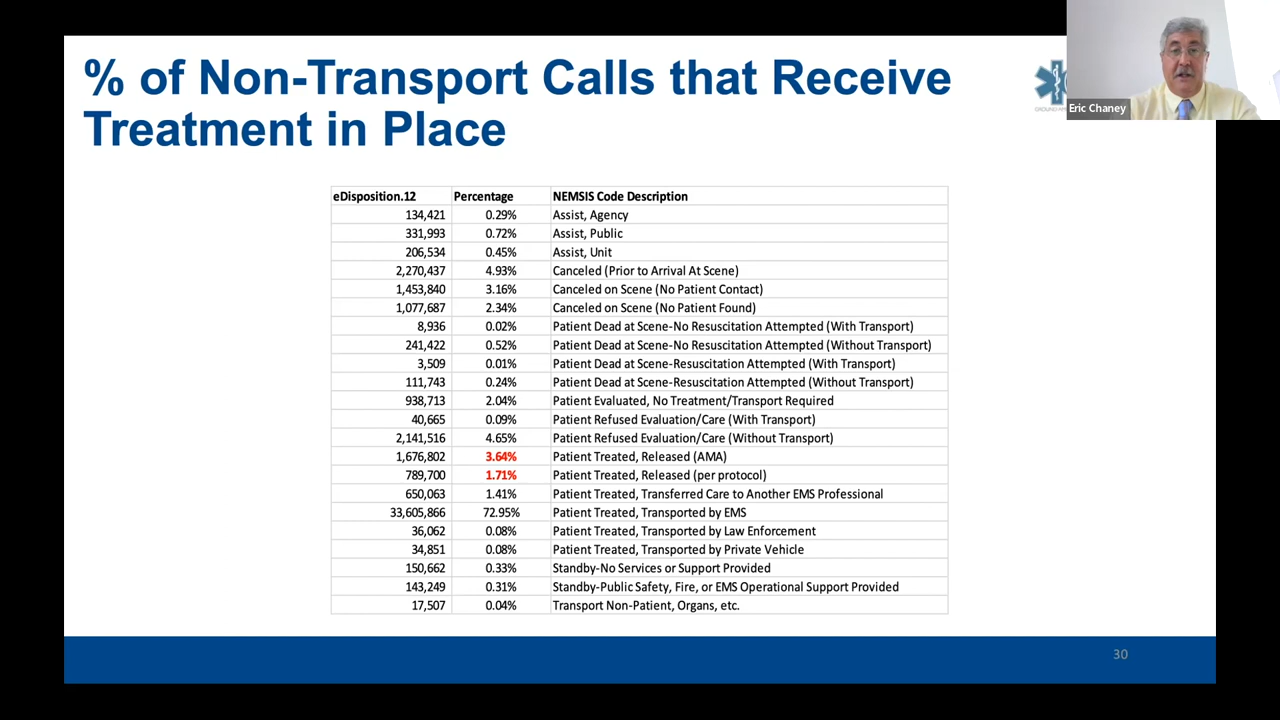 % of Non-Transport Calls that Receive
Treatment in Place
Eric Chaney
eDisposition.12 Percentage NEMSIS Code Description
134,421 0.29% Assist, Agency
331,993 0.72% Assist, Public
206,534 0.45% Assist, Unit
2,270,437 4.93% Canceled (Prior to Arrival At Scene)
1,453,840 3.16% Canceled on Scene (No Patient Contact)
1,077,687 2.34% Canceled on Scene (No Patient Found)
8,936 0.02% Patient Dead at Scene-No Resuscitation Attempted (With Transport)
241,422 0.52% Patient Dead at Scene-No Resuscitation Attempted (Without Transport)
3,509 0.01% Patient Dead at Scene-Resuscitation Attempted (With Transport)
111,743 0.24% Patient Dead at Scene-Resuscitation Attempted (Without Transport)
938,713 2.04% Patient Evaluated, No Treatment/Transport Required
40,665 0.09% Patient Refused Evaluation/Care (With Transport)
2,141,516 4.65% Patient Refused Evaluation/Care (Without Transport)
1,676,802 3.64% Patient Treated, Released (AMA)
789,700 1.71% Patient Treated, Released (per protocol)
650,063 1.41% Patient Treated, Transferred Care to Another EMS Professional
33,605,866 72.95% Patient Treated, Transported by EMS
36,062 0.08% Patient Treated, Transported by Law Enforcement
34,851 0.08% Patient Treated, Transported by Private Vehicle
150,662 0.33% Standby-No Services or Support Provided
143,249 0.31% Standby-Public Safety, Fire, or EMS Operational Support Provided
17,507 0.04% Transport Non-Patient, Organs, etc.
30